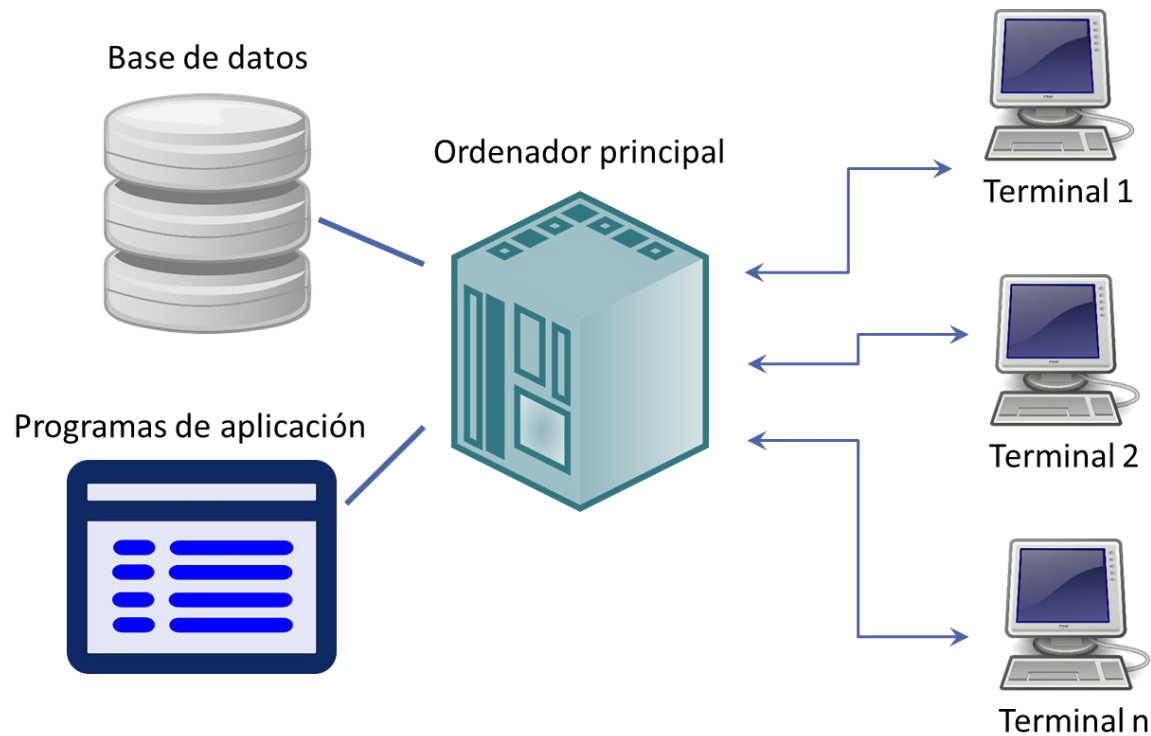 Base de datos
Ordenador principal
Terminal 1
Terminal 2
Programas de aplicación
Terminal n